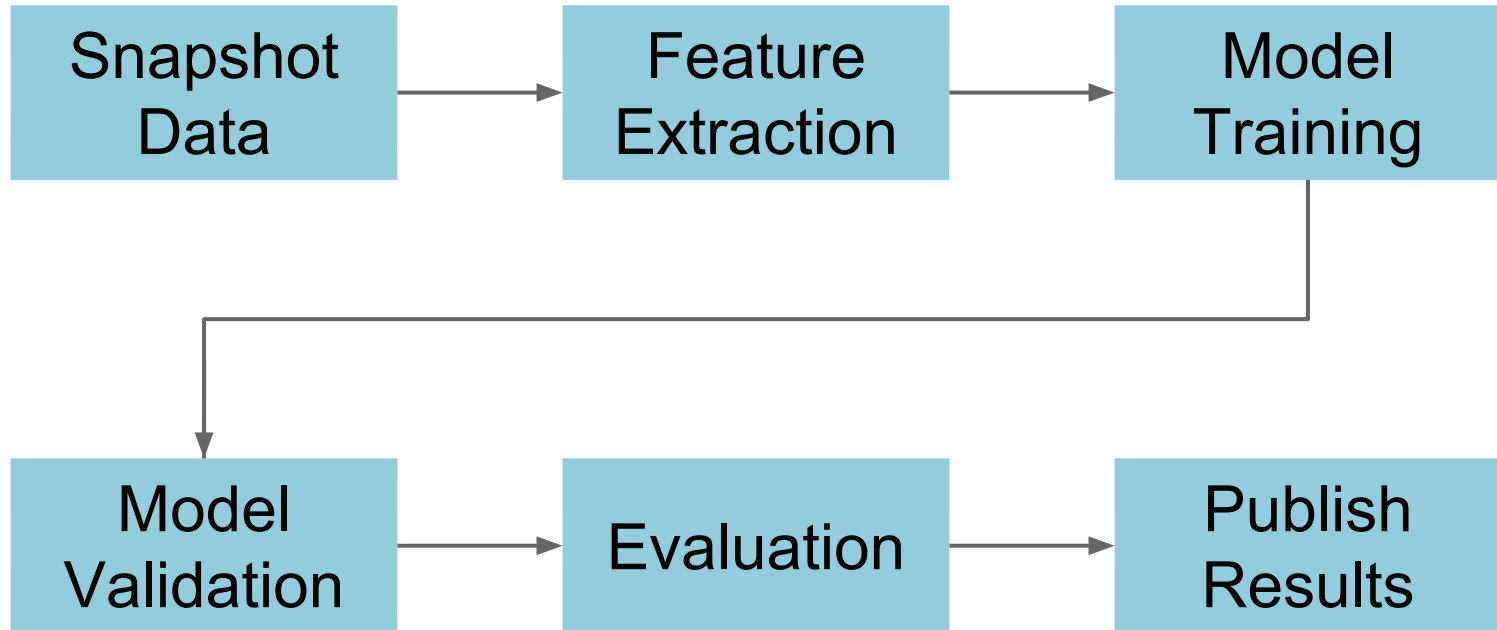 Snapshot
Data
Feature
Extraction
Model
Training
Model
Validation
Evaluation
Publish
Results